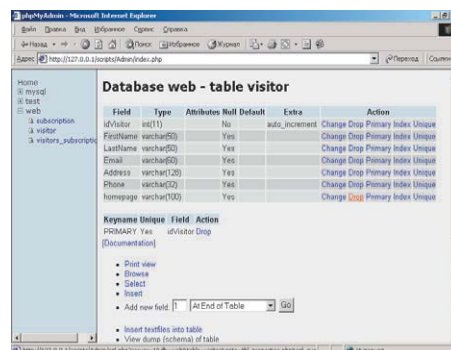 phpMyAdmin - Microsoft Internet Explorer
Файл Правка Вид Избранное Сервис Справка
Назад Поиск Избранное Журнал
Адрес http://127.0.0.1/scripts/Admin/index.php Переход Ссылки
Home
mysql
test
web
subscription
visitor
visitors_subscriptic
Database web - table visitor
Field Type Attributes Null Default Extra Action
idVisitor int(11) No auto_increment Change Drop Primary Index Unique
FirstName varchar(50) Yes Change Drop Primary Index Unique
LastName varchar(50) Yes Change Drop Primary Index Unique
Email varchar(50) Yes Change Drop Primary Index Unique
Address varchar(128) Yes Change Drop Primary Index Unique
Phone varchar(32) Yes Change Drop Primary Index Unique
homepage varchar(100) Yes Change Drop Primary Index Unique
Keyname Unique Field Action
PRIMARY Yes idVisitor Drop
[Documentation]
Print view
Browse
Select
Insert
Add new field: 1 At End of Table Go
Insert textfiles into table
View dump (schema) of table